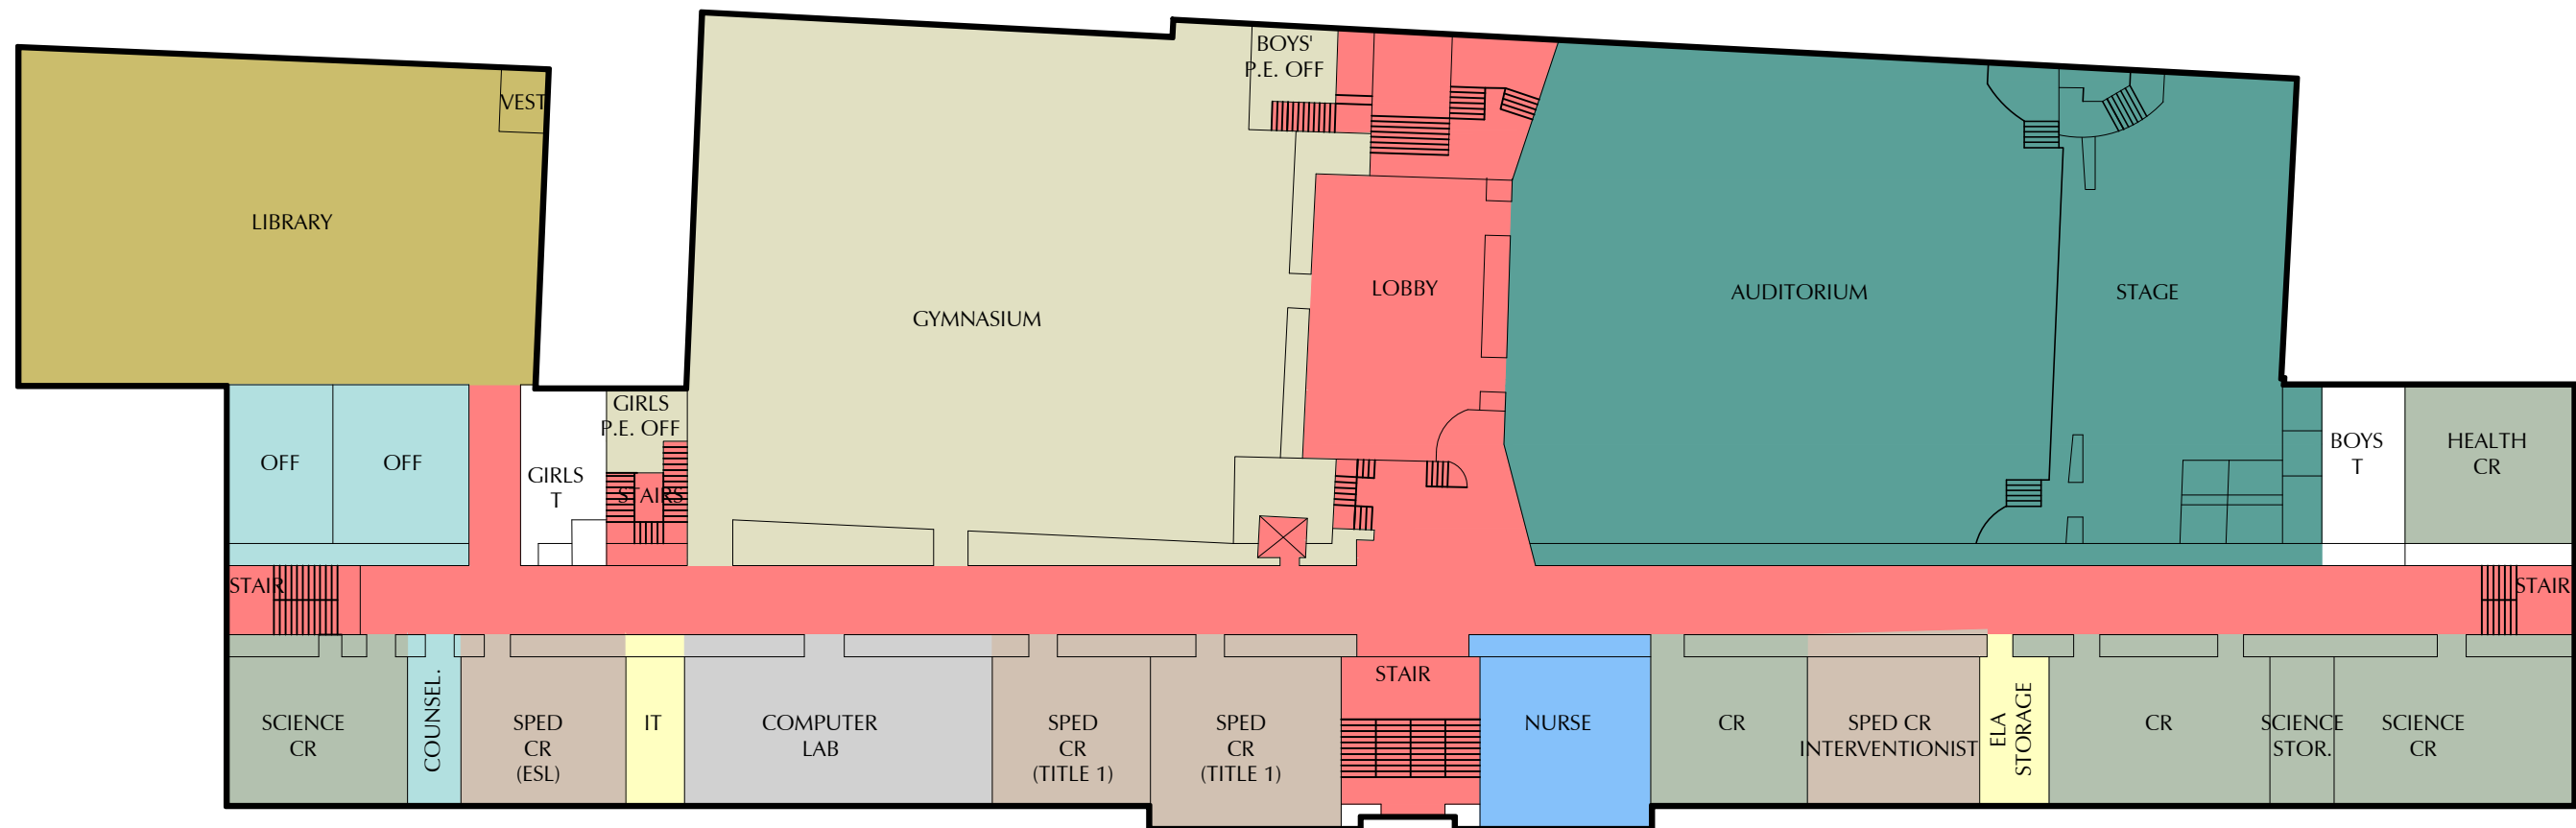 BOYS'
P.E. OFF
VEST
LIBRARY
LOBBY
AUDITORIUM
STAGE
GYMNASIUM
GIRLS
P.E. OFF
OFF
OFF
GIRLS
T
STAIRS
BOYS
T
HEALTH
CR
STAIR
STAIR
SCIENCE
CR
COUNSEL.
SPED
CR
(ESL)
IT
COMPUTER
LAB
SPED
CR
(TITLE 1)
SPED
CR
(TITLE 1)
STAIR
NURSE
CR
SPED CR
INTERVENTIONIST
ELA
STORAGE
CR
SCIENCE
STOR.
SCIENCE
CR